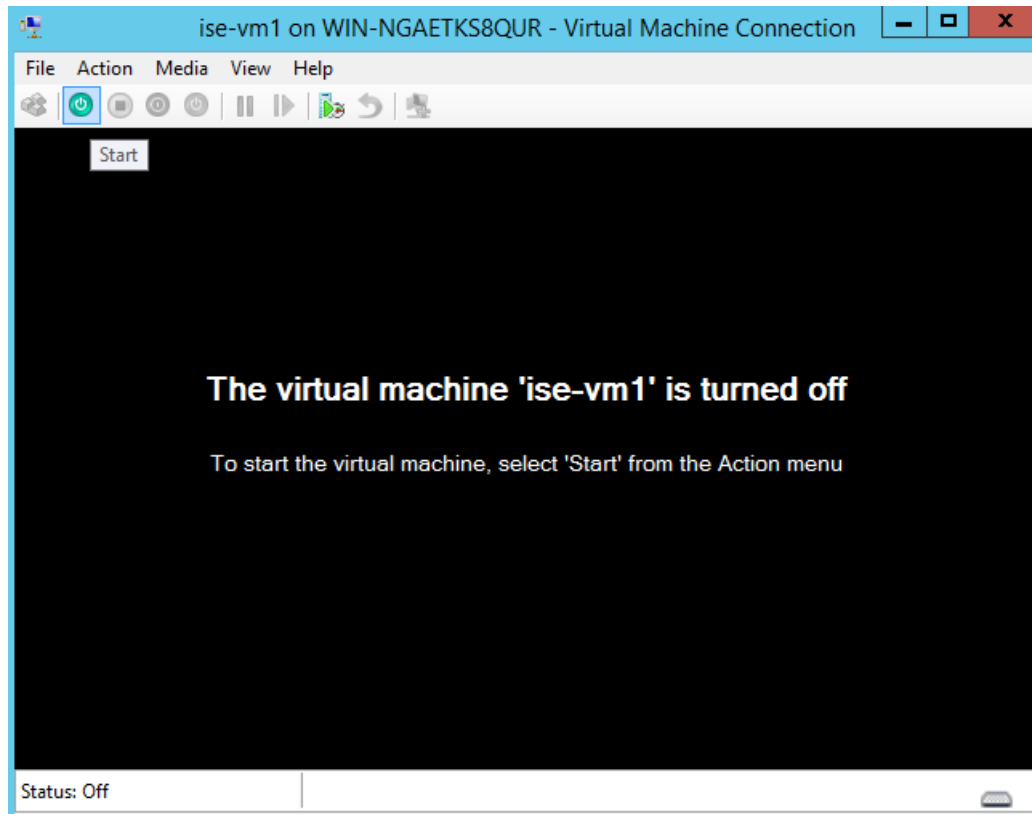 ise-vm1 on WIN-NGAETKS8QUR - Virtual Machine Connection
File Action Media View Help
Start
The virtual machine 'ise-vm1' is turned off
To start the virtual machine, select 'Start' from the Action menu
Status: Off